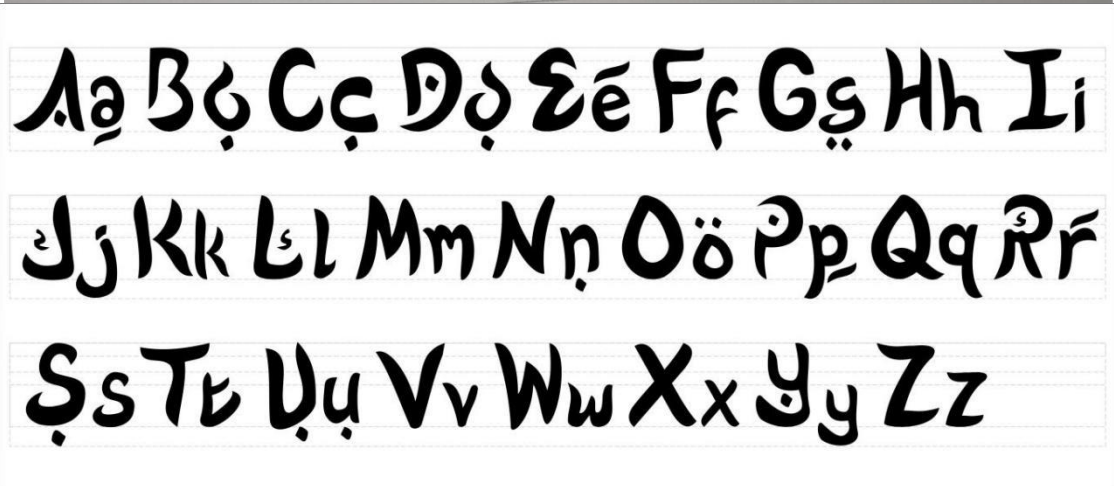 Aa Bb Cc Dd Ee Ff Gg Hh Ii
Jj Kk Ll Mm Nn Oo Pp Qq Rr
Ss Tt Uu Vv Ww Xx Yy Zz